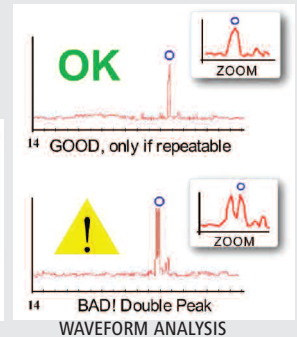 OK
ZOOM
14
GOOD, only if repeatable
!
ZOOM
14
BAD! Double Peak
WAVEFORM ANALYSIS